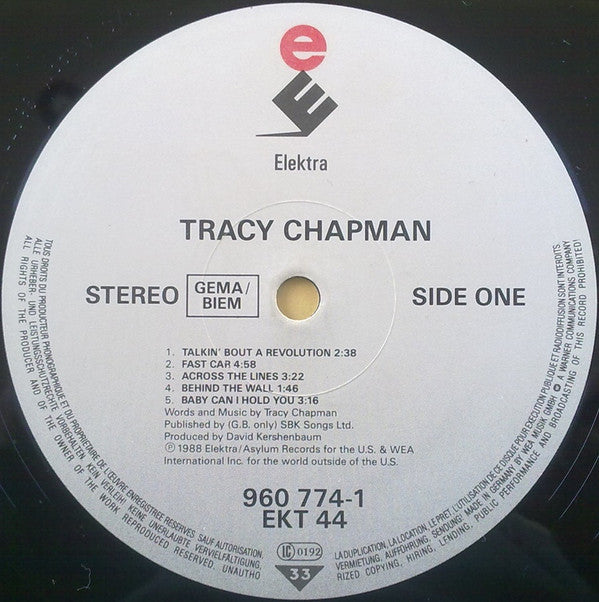 e
E
Elektra
TRACY CHAPMAN
STEREO GEMA/ BIEM SIDE ONE
1. TALKIN' BOUT A REVOLUTION 2:38
2. FAST CAR 4:58
3. ACROSS THE LINES 3:22
4. BEHIND THE WALL 1:46
5. BABY CAN I HOLD YOU 3:16
Words and Music by Tracy Chapman
Published by (G.B. only) SBK Songs Ltd.
Produced by David Kershenbaum
Ⓟ 1988 Elektra/Asylum Records for the U.S. & WEA
International Inc. for the world outside of the U.S.
960 774-1
EKT 44
LC 0192
33
TOUS DROITS DU PRODUCTEUR PHONOGRAPHIQUE ET DU PROPRIETAIRE DE L'ŒUVRE ENREGISTREE RESERVES SAUF AUTORISATION.
ALLE URHEBER- UND LEISTUNGSSCHUTZRECHTE VORBEHALTEN. KEIN VERLEIH! KEINE UNERLAUBTE VERVIELFÄLTIGUNG,
ALL RIGHTS OF THE PRODUCER AND OF THE OWNER OF THE WORK REPRODUCED RESERVED, UNAUTHO
LA DUPLICATION, LA LOCATION, LE PRET, L'UTILISATION DE CE DISQUE POUR EXECUTION PUBLIQUE ET RADIODIFFUSION SONT INTERDITS
VERMIETUNG, AUFFÜHRUNG, SENDUNG! MADE IN GERMANY BY WEA MUSIK GMBH A WARNER COMMUNICATIONS COMPANY
RIZED COPYING, HIRING, LENDING, PUBLIC PERFORMANCE AND BROADCASTING OF THIS RECORD PROHIBITED!